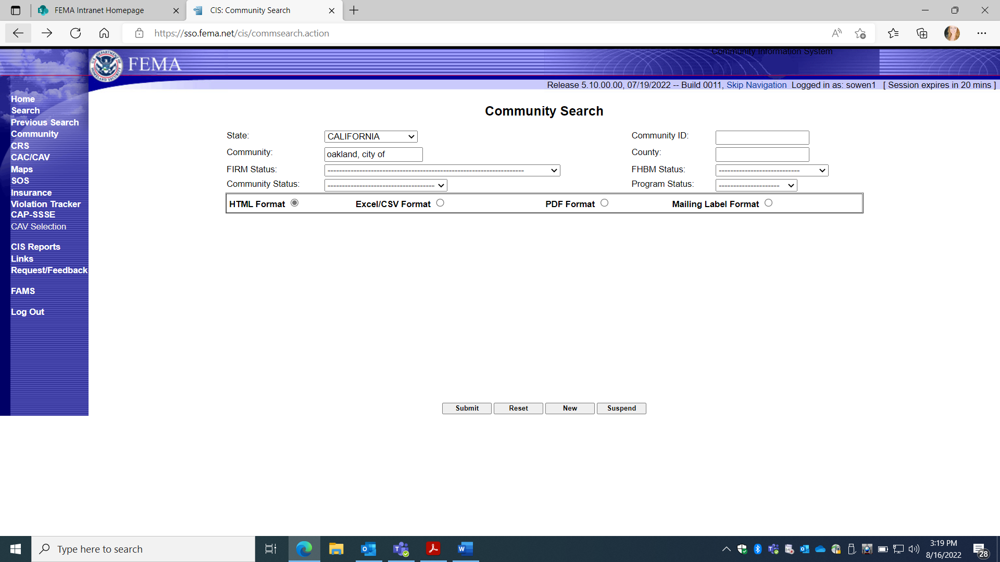 FEMA Intranet Homepage
CIS: Community Search
https://sso.fema.net/cis/commsearch.action
Community Information System
FEMA
Release 5.10.00.00, 07/19/2022 -- Build 0011, Skip Navigation Logged in as: sowen1 [ Session expires in 20 mins ]
Home
Search
Previous Search
Community
CRS
CAC/CAV
Maps
SOS
Insurance
Violation Tracker
CAP-SSSE
CAV Selection
CIS Reports
Links
Request/Feedback
FAMS
Log Out
Community Search
State: CALIFORNIA Community ID:
Community: oakland, city of County:
FIRM Status: FHBM Status:
Community Status: Program Status:
HTML Format Excel/CSV Format PDF Format Mailing Label Format
Submit Reset New Suspend
Type here to search
3:19 PM
8/16/2022
28